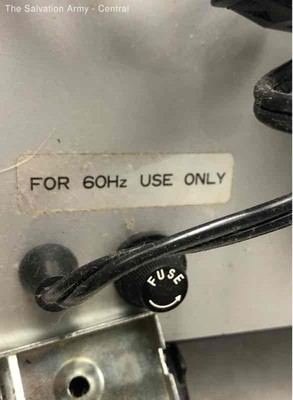 The Salvation Army - Central
FOR 60Hz USE ONLY
FUSE